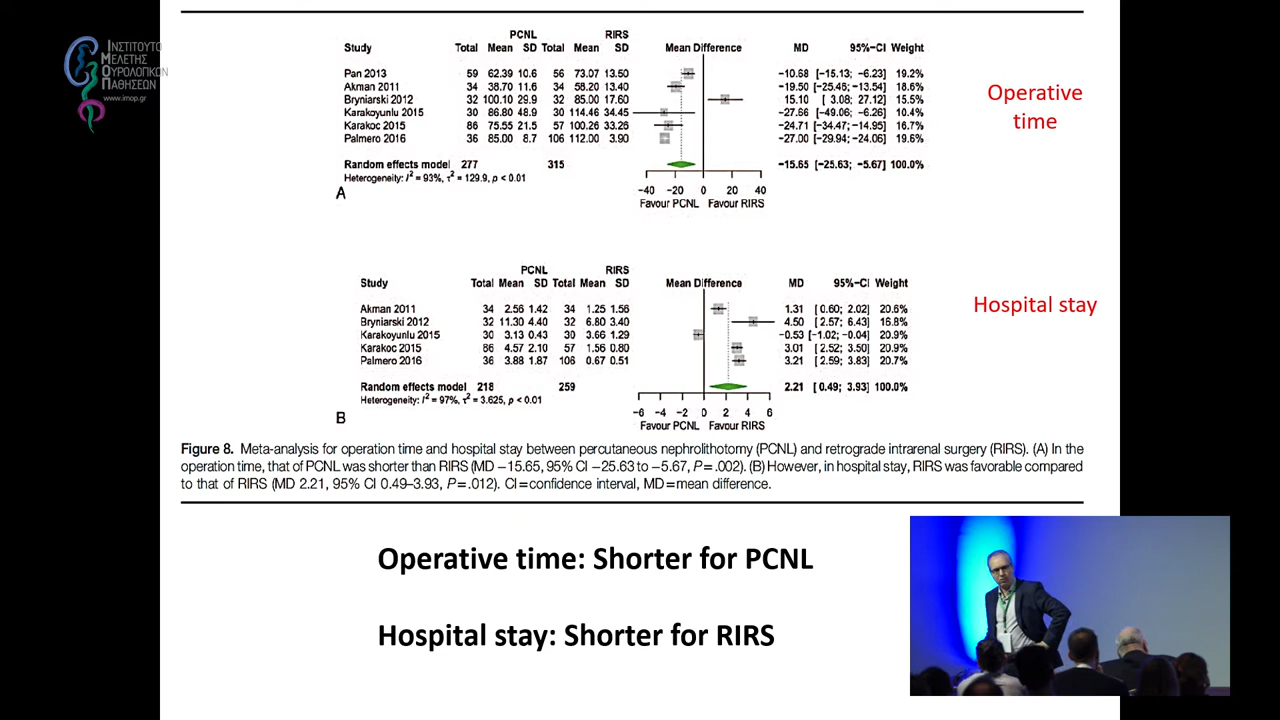 ΙΝΣΤΙΤΟΥΤΟ
ΜΕΛΕΤΗΣ
ΟΥΡΟΛΟΓΙΚΩΝ
ΠΑΘΗΣΕΩΝ
www.imop.gr
PCNL RIRS
Study Total Mean SD Total Mean SD Mean Difference MD 95%-CI Weight
Pan 2013 59 62.39 10.6 56 73.07 13.50 −10.68 [−15.13; −6.23] 19.2%
Akman 2011 34 38.70 11.6 34 58.20 13.40 −19.50 [−25.46; −13.54] 18.6%
Bryniarski 2012 32 100.10 29.9 32 85.00 17.60 15.10 [ 3.08; 27.12] 15.5%
Karakoyunlu 2015 30 86.80 48.9 30 114.46 34.45 −27.66 [−49.06; −6.26] 10.4%
Karakoc 2015 86 75.55 21.5 57 100.26 33.26 −24.71 [−34.47; −14.95] 16.7%
Palmero 2016 36 85.00 8.7 106 112.00 3.90 −27.00 [−29.94; −24.06] 19.6%
Random effects model 277 315 −15.65 [−25.63; −5.67] 100.0%
Heterogeneity: I² = 93%, τ² = 129.9, p < 0.01
A
−40 −20 0 20 40
Favour PCNL Favour RIRS
Operative
time
PCNL RIRS
Study Total Mean SD Total Mean SD Mean Difference MD 95%-CI Weight
Akman 2011 34 2.56 1.42 34 1.25 1.56 1.31 [ 0.60; 2.02] 20.6%
Bryniarski 2012 32 11.30 4.40 32 6.80 3.40 4.50 [ 2.57; 6.43] 16.8%
Karakoyunlu 2015 30 3.13 0.43 30 3.66 1.29 −0.53 [−1.02; −0.04] 20.9%
Karakoc 2015 86 4.57 2.10 57 1.56 0.80 3.01 [ 2.52; 3.50] 20.9%
Palmero 2016 36 3.88 1.87 106 0.67 0.51 3.21 [ 2.59; 3.83] 20.7%
Random effects model 218 259 2.21 [ 0.49; 3.93] 100.0%
Heterogeneity: I² = 97%, τ² = 3.625, p < 0.01
B
−6 −4 −2 0 2 4 6
Favour PCNL Favour RIRS
Hospital stay
Figure 8. Meta-analysis for operation time and hospital stay between percutaneous nephrolithotomy (PCNL) and retrograde intrarenal surgery (RIRS). (A) In the
operation time, that of PCNL was shorter than RIRS (MD −15.65, 95% CI −25.63 to −5.67, P=.002). (B) However, in hospital stay, RIRS was favorable compared
to that of RIRS (MD 2.21, 95% CI 0.49–3.93, P=.012). CI=confidence interval, MD=mean difference.
Operative time: Shorter for PCNL
Hospital stay: Shorter for RIRS